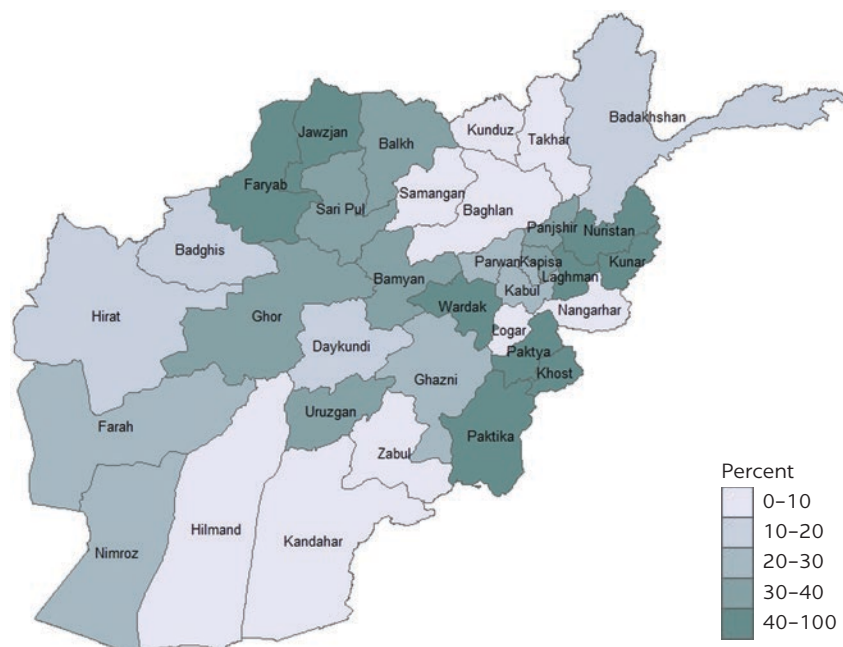 Jawzjan
Balkh
Kunduz
Takhar
Badakhshan
Faryab
Sari Pul
Samangan
Baghlan
Badghis
Panjshir
Nuristan
Parwan
Kapisa
Kunar
Laghman
Bamyan
Kabul
Wardak
Nangarhar
Hirat
Ghor
Logar
Daykundi
Paktya
Ghazni
Khost
Uruzgan
Farah
Paktika
Zabul
Hilmand
Kandahar
Nimroz
Percent
0–10
10–20
20–30
30–40
40–100